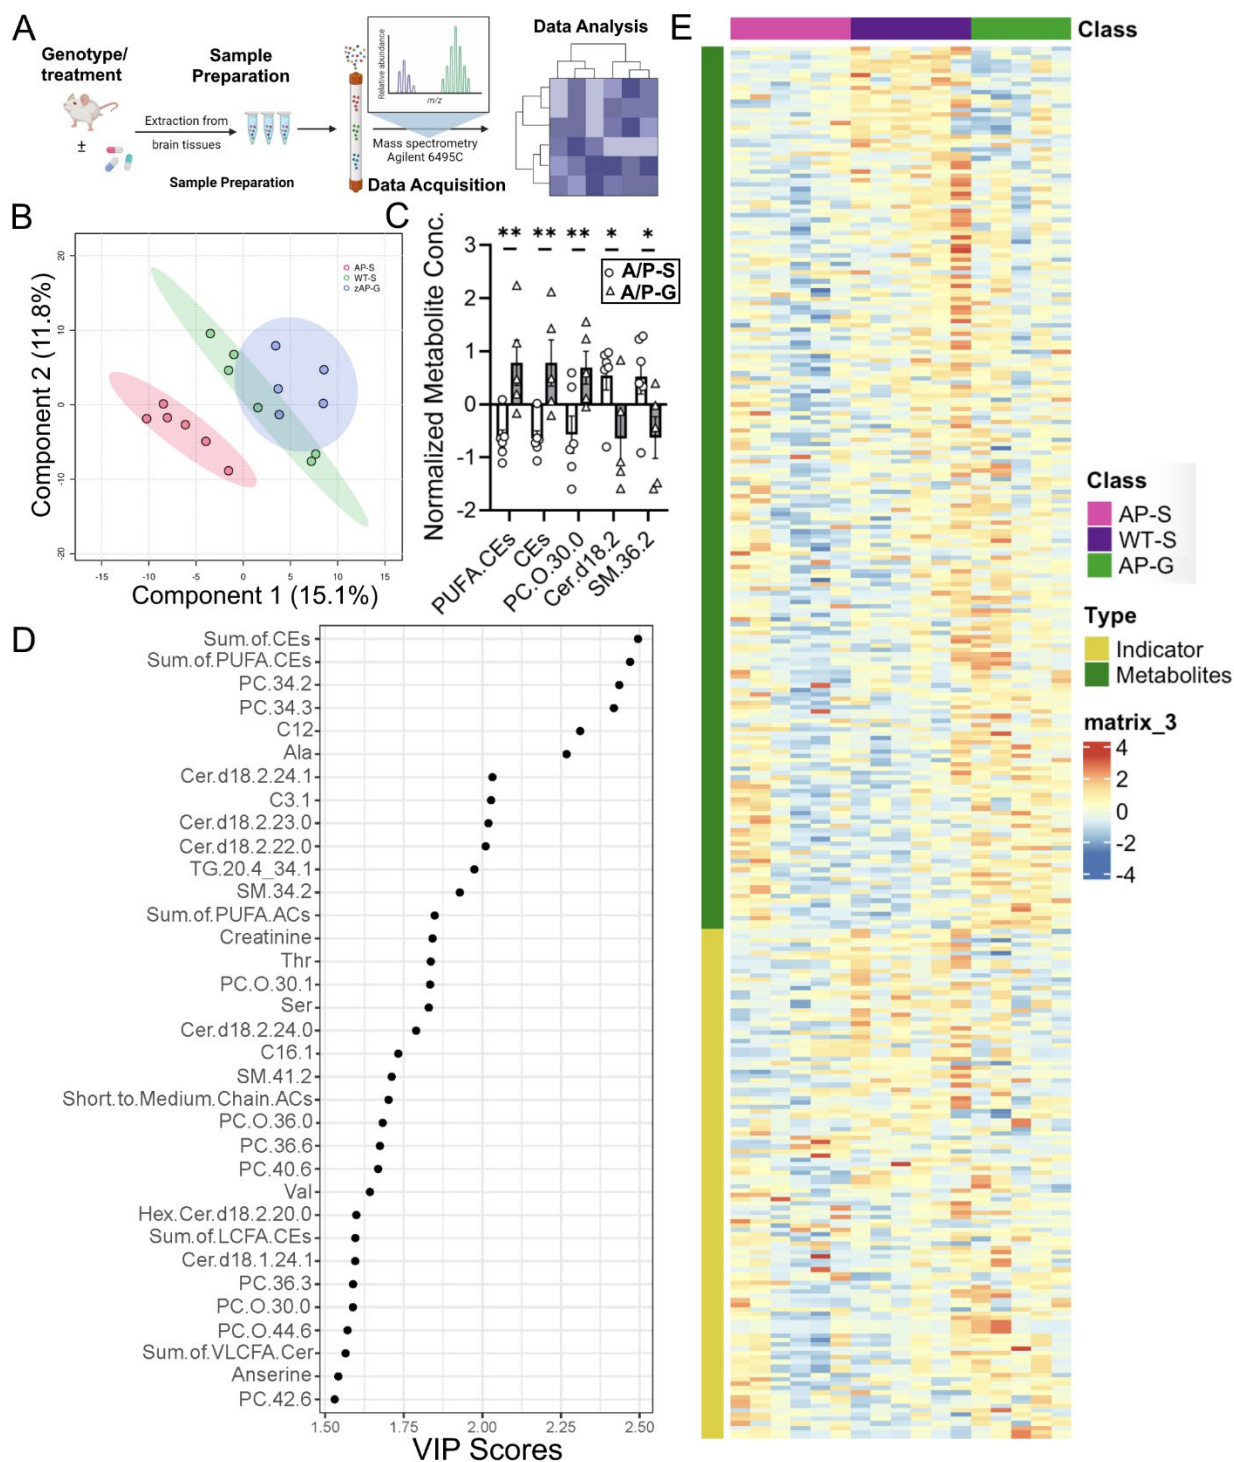 A
Genotype/
treatment
±
Extraction from
brain tissues
Sample
Preparation
Sample Preparation
Relative abundance
m/z
Mass spectrometry
Agilent 6495C
Data Acquisition
Data Analysis
B
Component 2 (11.8%)
20
10
0
-10
-20
AP-S
WT-S
zAP-G
-15
-10
-5
0
5
10
15
Component 1 (15.1%)
C
Normalized Metabolite Conc.
3
2
1
0
-1
-2
** ** ** * *
A/P-S
A/P-G
PUFA.CEs
CEs
PC.O.30.0
Cer.d18.2
SM.36.2
D
Sum.of.CEs
Sum.of.PUFA.CEs
PC.34.2
PC.34.3
C12
Ala
Cer.d18.2.24.1
C3.1
Cer.d18.2.23.0
Cer.d18.2.22.0
TG.20.4_34.1
SM.34.2
Sum.of.PUFA.ACs
Creatinine
Thr
PC.O.30.1
Ser
Cer.d18.2.24.0
C16.1
SM.41.2
Short.to.Medium.Chain.ACs
PC.O.36.0
PC.36.6
PC.40.6
Val
Hex.Cer.d18.2.20.0
Sum.of.LCFA.CEs
Cer.d18.1.24.1
PC.36.3
PC.O.30.0
PC.O.44.6
Sum.of.VLCFA.Cer
Anserine
PC.42.6
1.50
1.75
2.00
2.25
2.50
VIP Scores
E
Class
Class
AP-S
WT-S
AP-G
Type
Indicator
Metabolites
matrix_3
4
2
0
-2
-4